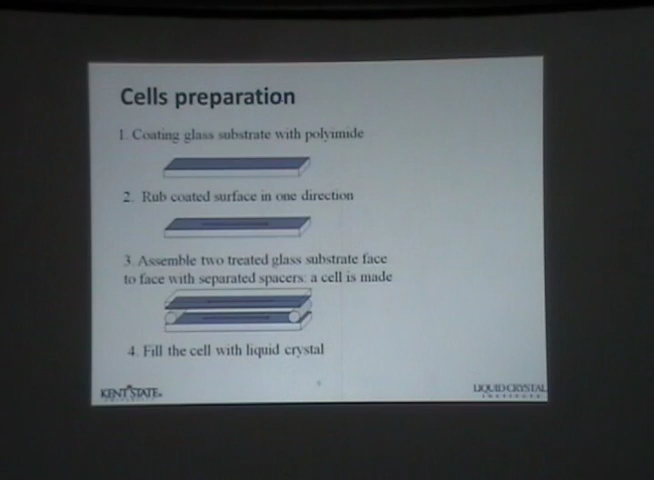 Cells preparation
1. Coating glass substrate with polyimide
2. Rub coated surface in one direction
3. Assemble two treated glass substrate face
to face with separated spacers: a cell is made
4. Fill the cell with liquid crystal
KENT STATE
LIQUID CRYSTAL
INSTITUTE